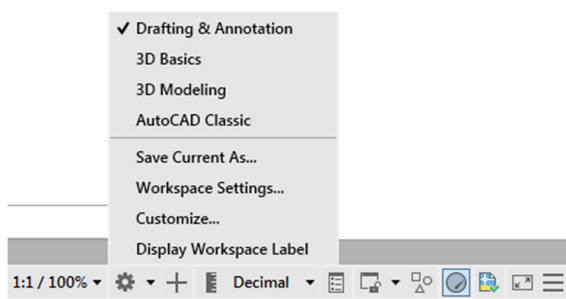 Drafting & Annotation
3D Basics
3D Modeling
AutoCAD Classic
Save Current As...
Workspace Settings...
Customize...
Display Workspace Label
1:1 / 100% Decimal